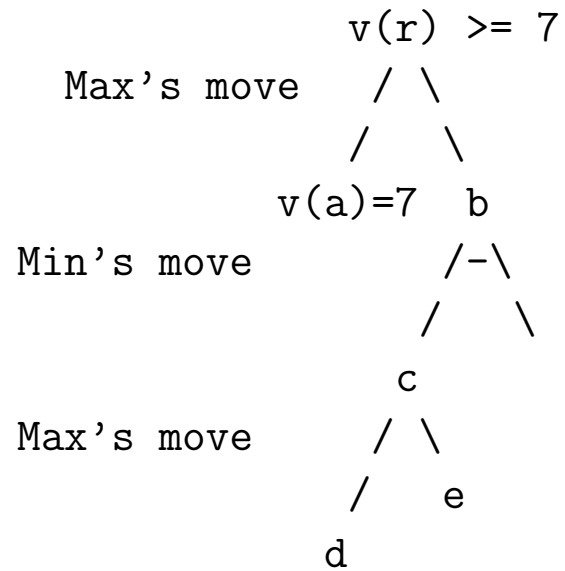 v(r) >= 7
Max's move / \
/ \
v(a)=7 b
Min's move /-\
/ \
c
Max's move / \
/ e
d